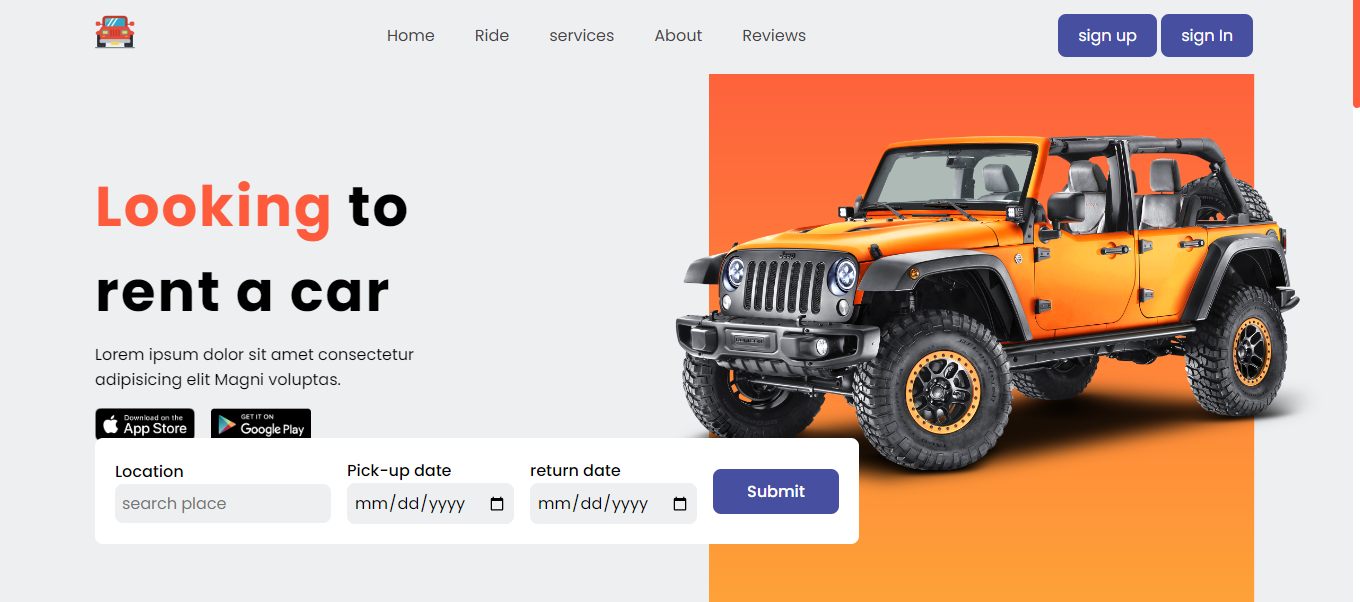 Home Ride services About Reviews sign up sign In
Looking to
rent a car
Lorem ipsum dolor sit amet consectetur
adipisicing elit Magni voluptas.
Download on the
App Store
GET IT ON
Google Play
Location Pick-up date return date
search place mm/dd/yyyy mm/dd/yyyy Submit
Jeep